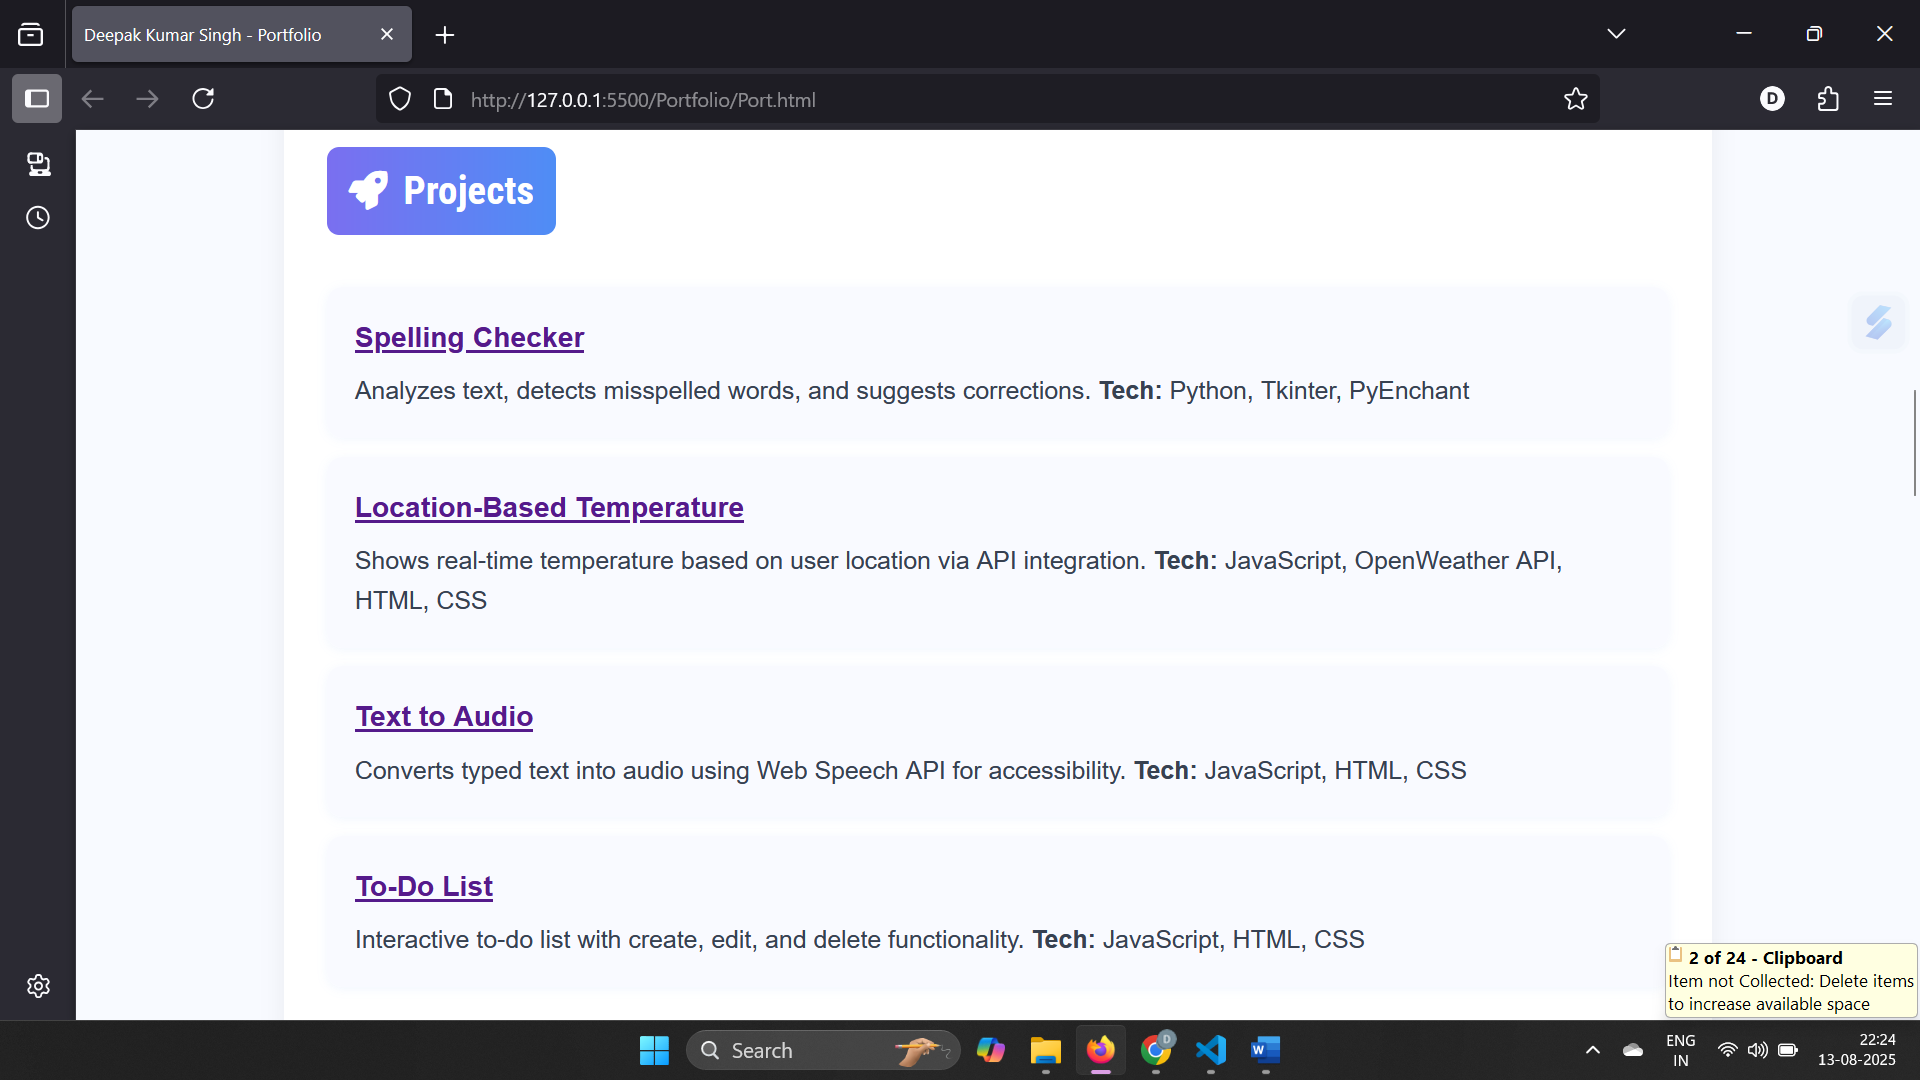 Deepak Kumar Singh - Portfolio
http://127.0.0.1:5500/Portfolio/Port.html
D
Projects
Spelling Checker
Analyzes text, detects misspelled words, and suggests corrections. Tech: Python, Tkinter, PyEnchant
Location-Based Temperature
Shows real-time temperature based on user location via API integration. Tech: JavaScript, OpenWeather API,
HTML, CSS
Text to Audio
Converts typed text into audio using Web Speech API for accessibility. Tech: JavaScript, HTML, CSS
To-Do List
Interactive to-do list with create, edit, and delete functionality. Tech: JavaScript, HTML, CSS
2 of 24 - Clipboard
Item not Collected: Delete items
to increase available space
Search
D
W
ENG
IN
22:24
13-08-2025